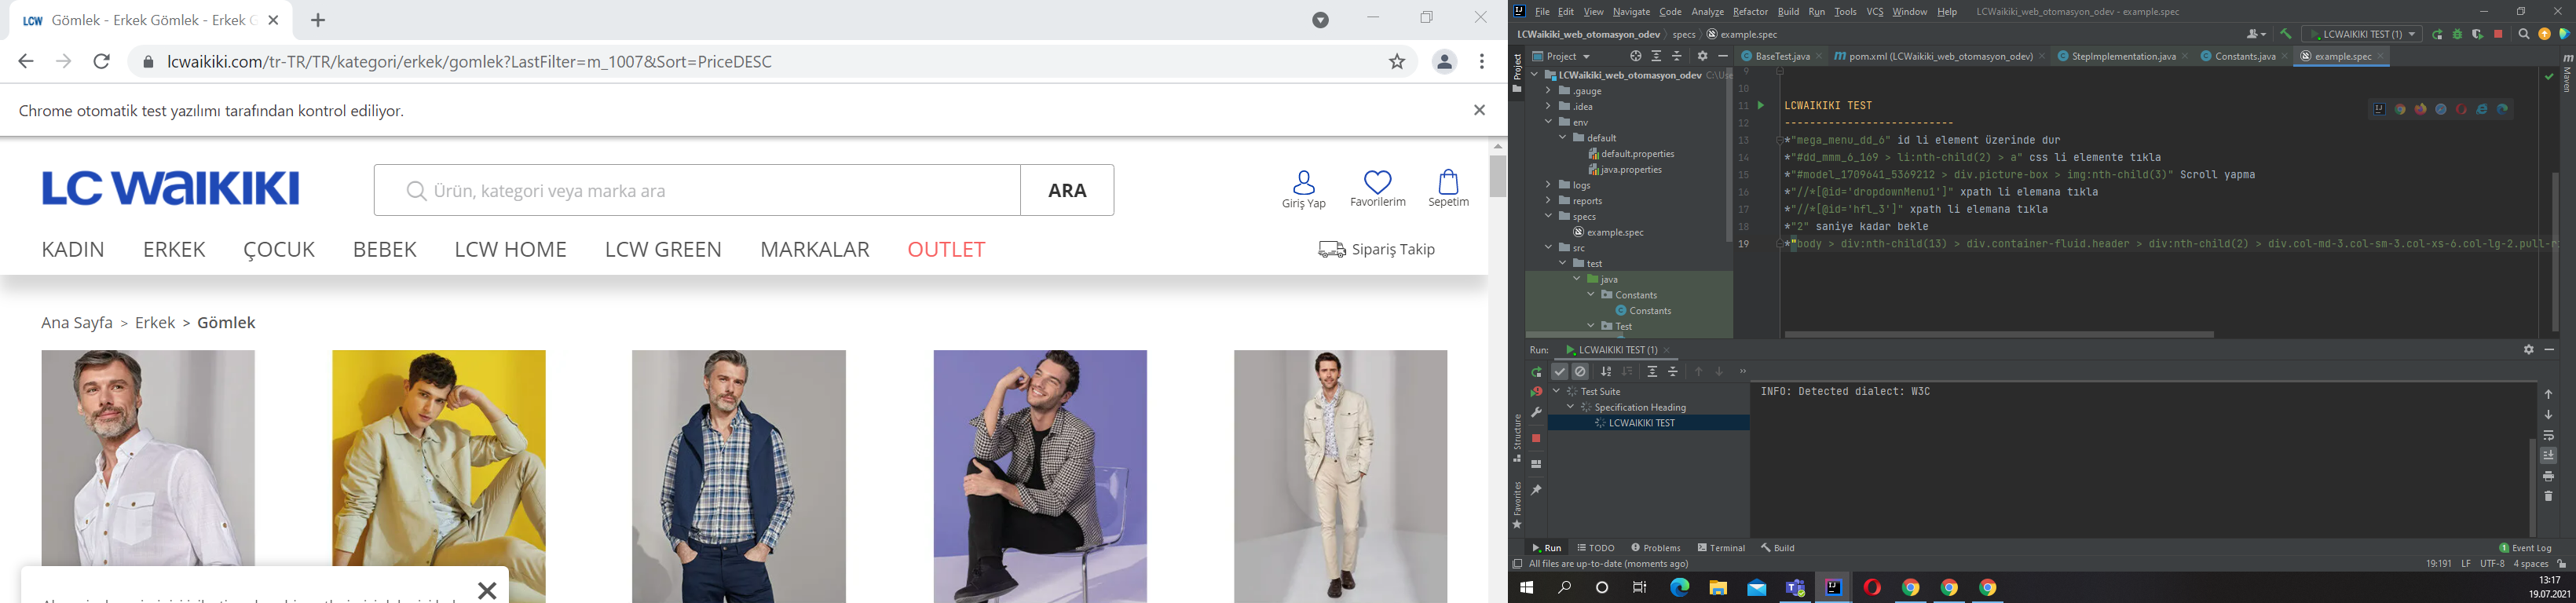 LCW Gömlek - Erkek Gömlek - Erkek G
lcwaikiki.com/tr-TR/TR/kategori/erkek/gomlek?LastFilter=m_1007&Sort=PriceDESC
Chrome otomatik test yazılımı tarafından kontrol ediliyor.
LC WAIKIKI
Ürün, kategori veya marka ara
ARA
Giriş Yap
Favorilerim
Sepetim
KADIN ERKEK ÇOCUK BEBEK LCW HOME LCW GREEN MARKALAR OUTLET
Sipariş Takip
Ana Sayfa > Erkek > Gömlek
File Edit View Navigate Code Analyze Refactor Build Run Tools VCS Window Help LCWaikiki_web_otomasyon_odev - example.spec
LCWaikiki_web_otomasyon_odev specs example.spec
LCWAIKIKI TEST (1)
Project
BaseTest.java pom.xml (LCWaikiki_web_otomasyon_odev) StepImplementation.java Constants.java example.spec
Project
LCWaikiki_web_otomasyon_odev C:\Use
.gauge
.idea
env
default
default.properties
java.properties
logs
reports
specs
example.spec
src
test
java
Constants
Constants
Test
9
10
11 LCWAIKIKI TEST
12 ---------------------------
13 *"mega_menu_dd_6" id li element üzerinde dur
14 *"#dd_mmm_6_169 > li:nth-child(2) > a" css li elemente tıkla
15 *"#model_1709641_5369212 > div.picture-box > img:nth-child(3)" Scroll yapma
16 *"//*[@id='dropdownMenu1']" xpath li elemana tıkla
17 *"//*[@id='hfl_3']" xpath li elemana tıkla
18 *"2" saniye kadar bekle
19 *"body > div:nth-child(13) > div.container-fluid.header > div:nth-child(2) > div.col-md-3.col-sm-3.col-xs-6.col-lg-2.pull-r
Maven
Run: LCWAIKIKI TEST (1)
Test Suite
Specification Heading
LCWAIKIKI TEST
INFO: Detected dialect: W3C
Structure
Favorites
Run TODO Problems Terminal Build
1 Event Log
All files are up-to-date (moments ago)
19:191 LF UTF-8 4 spaces
13:17
19.07.2021